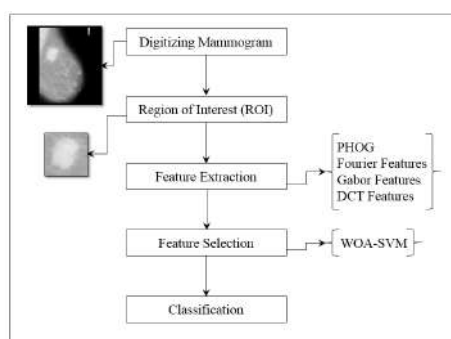 Digitizing Mammogram
Region of Interest (ROI)
Feature Extraction
PHOG
Fourier Features
Gabor Features
DCT Features
Feature Selection
WOA-SVM
Classification